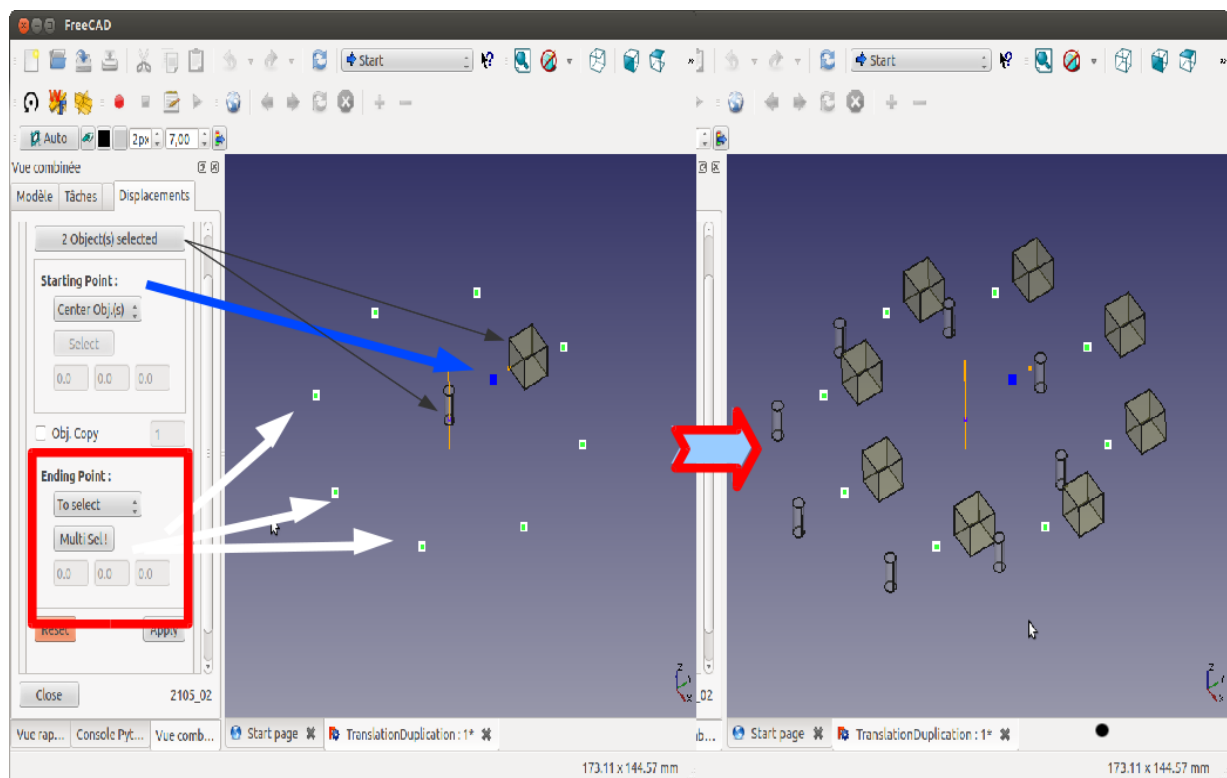 FreeCAD
Start
Start
Auto
2px
7,00
Vue combinée
Modèle
Tâches
Displacements
2 Object(s) selected
Starting Point :
Center Obj.(s)
Select
0.0
0.0
0.0
Obj. Copy
1
Ending Point :
To select
Multi Sel !
0.0
0.0
0.0
Reset
Apply
Close
2105_02
_02
Vue rap...
Console Pyt...
Vue comb...
Start page
TranslationDuplication : 1*
b...
Start page
TranslationDuplication : 1*
Z
Y
X
Z
Y
X
173.11 x 144.57 mm
173.11 x 144.57 mm